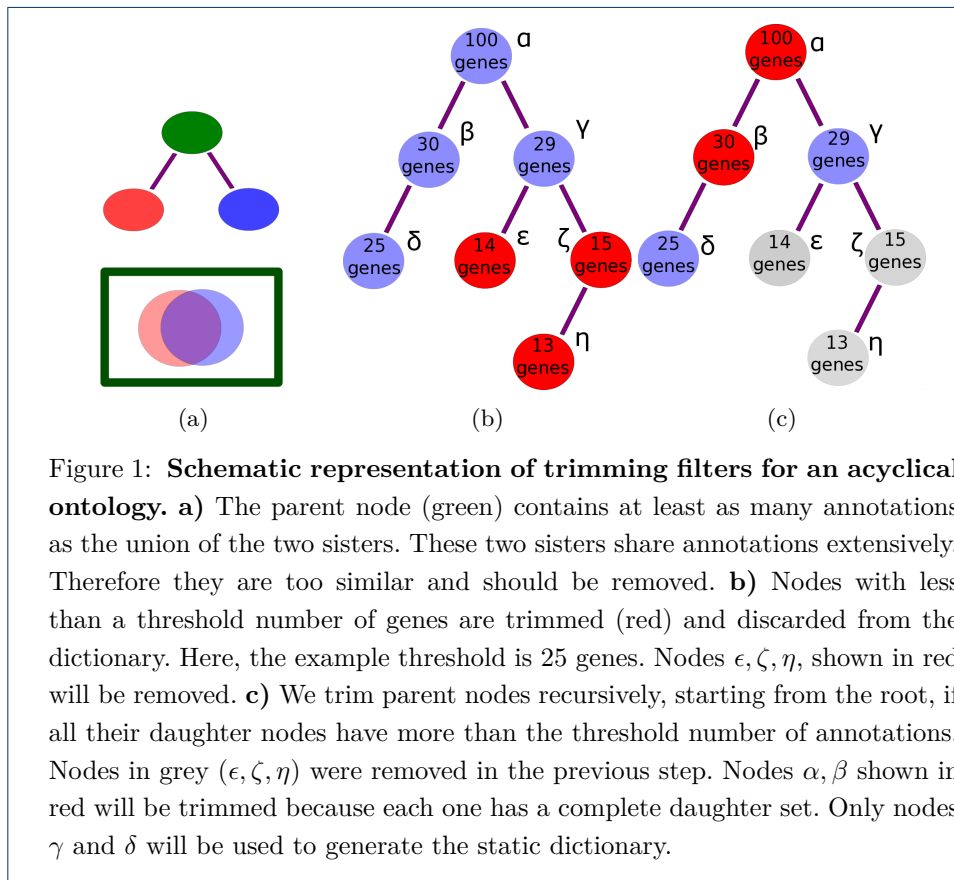 100 genes α
30 genes β
29 genes γ
25 genes δ
14 genes ε
15 genes ζ
13 genes η
100 genes α
30 genes β
29 genes γ
25 genes δ
14 genes ε
15 genes ζ
13 genes η
(a) (b) (c)
Figure 1: Schematic representation of trimming filters for an acyclical
ontology. a) The parent node (green) contains at least as many annotations
as the union of the two sisters. These two sisters share annotations extensively.
Therefore they are too similar and should be removed. b) Nodes with less
than a threshold number of genes are trimmed (red) and discarded from the
dictionary. Here, the example threshold is 25 genes. Nodes ϵ, ζ, η, shown in red
will be removed. c) We trim parent nodes recursively, starting from the root, if
all their daughter nodes have more than the threshold number of annotations.
Nodes in grey (ϵ, ζ, η) were removed in the previous step. Nodes α, β shown in
red will be trimmed because each one has a complete daughter set. Only nodes
γ and δ will be used to generate the static dictionary.